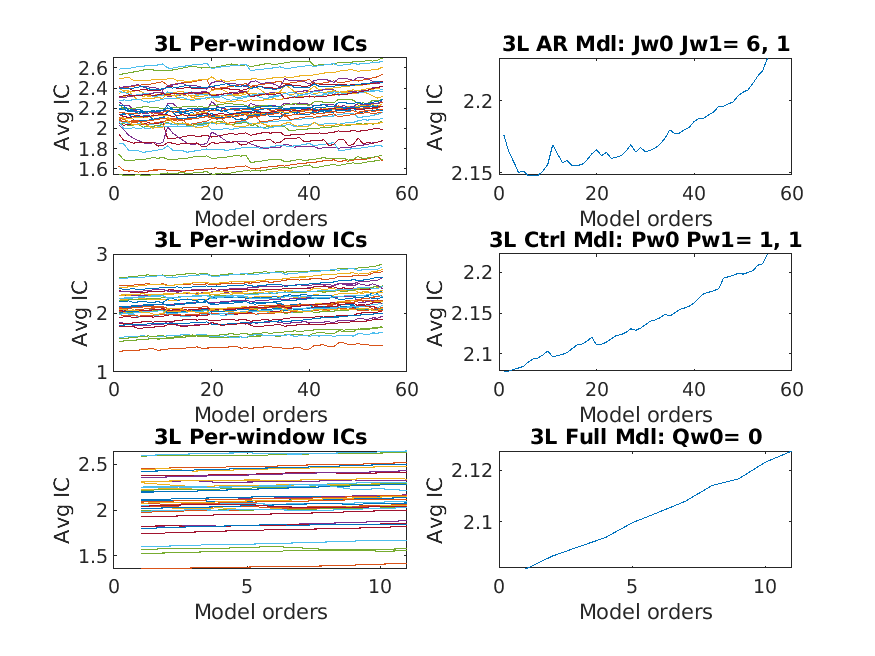 3L Per-window ICs
Avg IC
2.6
2.4
2.2
2
1.8
1.6
0 20 40 60
Model orders
3L AR Mdl: Jw0 Jw1= 6, 1
Avg IC
2.2
2.15
0 20 40 60
Model orders
3L Per-window ICs
Avg IC
3
2
1
0 20 40 60
Model orders
3L Ctrl Mdl: Pw0 Pw1= 1, 1
Avg IC
2.2
2.15
2.1
0 20 40 60
Model orders
3L Per-window ICs
Avg IC
2.5
2
1.5
0 5 10
Model orders
3L Full Mdl: Qw0= 0
Avg IC
2.12
2.1
0 5 10
Model orders